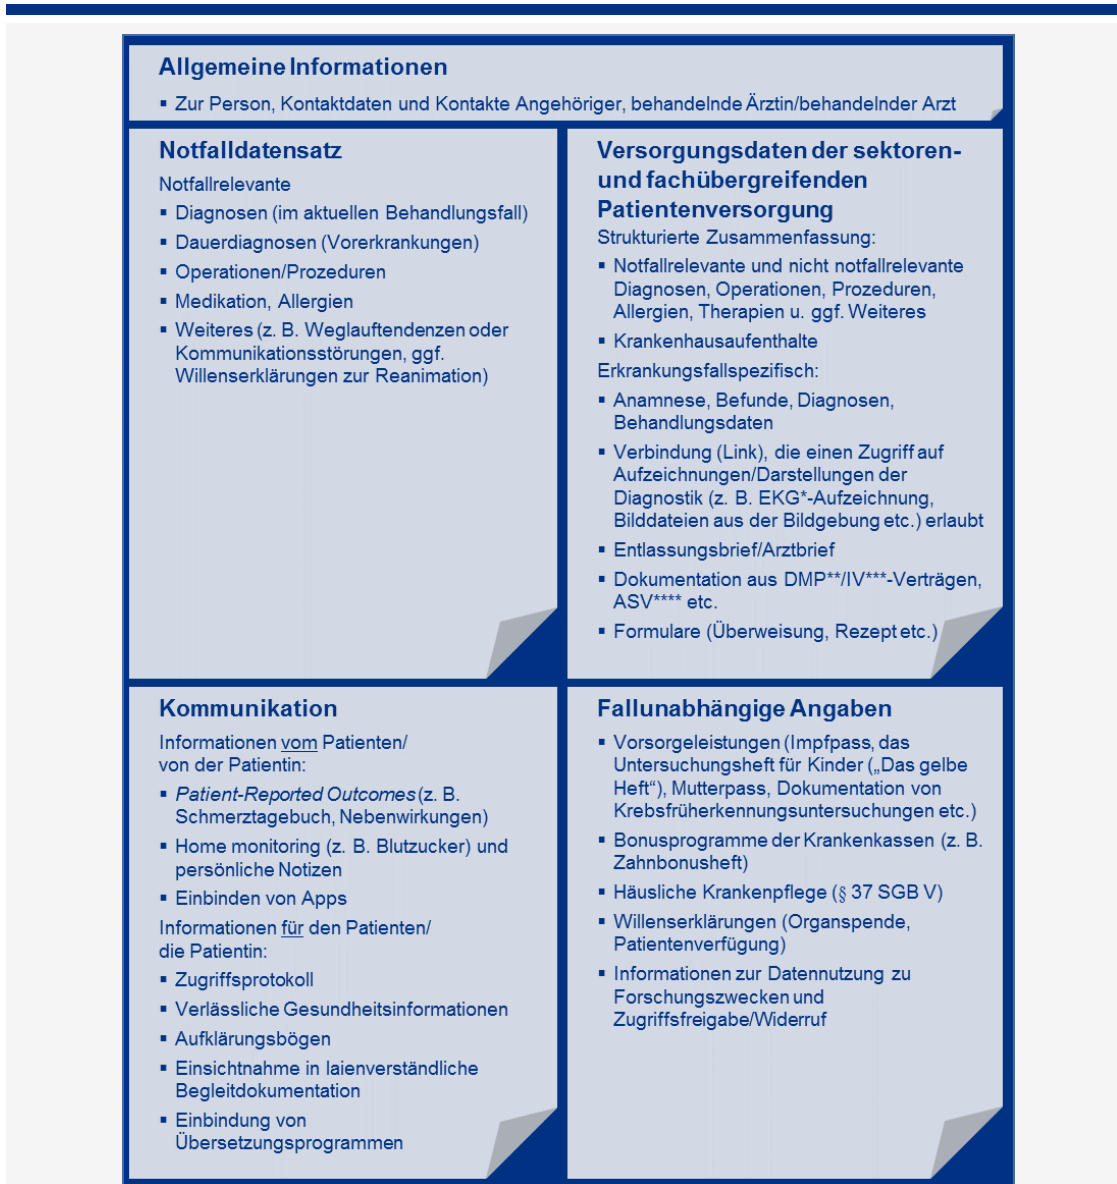 Allgemeine Informationen
▪ Zur Person, Kontaktdaten und Kontakte Angehöriger, behandelnde Ärztin/behandelnder Arzt
Notfalldatensatz
Notfallrelevante
▪ Diagnosen (im aktuellen Behandlungsfall)
▪ Dauerdiagnosen (Vorerkrankungen)
▪ Operationen/Prozeduren
▪ Medikation, Allergien
▪ Weiteres (z. B. Weglauftendenzen oder
Kommunikationsstörungen, ggf.
Willenserklärungen zur Reanimation)
Versorgungsdaten der sektoren-
und fachübergreifenden
Patientenversorgung
Strukturierte Zusammenfassung:
▪ Notfallrelevante und nicht notfallrelevante
Diagnosen, Operationen, Prozeduren,
Allergien, Therapien u. ggf. Weiteres
▪ Krankenhausaufenthalte
Erkrankungsfallspezifisch:
▪ Anamnese, Befunde, Diagnosen,
Behandlungsdaten
▪ Verbindung (Link), die einen Zugriff auf
Aufzeichnungen/Darstellungen der
Diagnostik (z. B. EKG*-Aufzeichnung,
Bilddateien aus der Bildgebung etc.) erlaubt
▪ Entlassungsbrief/Arztbrief
▪ Dokumentation aus DMP**/IV***-Verträgen,
ASV**** etc.
▪ Formulare (Überweisung, Rezept etc.)
Kommunikation
Informationen vom Patienten/
von der Patientin:
▪ Patient-Reported Outcomes (z. B.
Schmerztagebuch, Nebenwirkungen)
▪ Home monitoring (z. B. Blutzucker) und
persönliche Notizen
▪ Einbinden von Apps
Informationen für den Patienten/
die Patientin:
▪ Zugriffsprotokoll
▪ Verlässliche Gesundheitsinformationen
▪ Aufklärungsbögen
▪ Einsichtnahme in laienverständliche
Begleitdokumentation
▪ Einbindung von
Übersetzungsprogrammen
Fallunabhängige Angaben
▪ Vorsorgeleistungen (Impfpass, das
Untersuchungsheft für Kinder („Das gelbe
Heft“), Mutterpass, Dokumentation von
Krebsfrüherkennungsuntersuchungen etc.)
▪ Bonusprogramme der Krankenkassen (z. B.
Zahnbonusheft)
▪ Häusliche Krankenpflege (§ 37 SGB V)
▪ Willenserklärungen (Organspende,
Patientenverfügung)
▪ Informationen zur Datennutzung zu
Forschungszwecken und
Zugriffsfreigabe/Widerruf